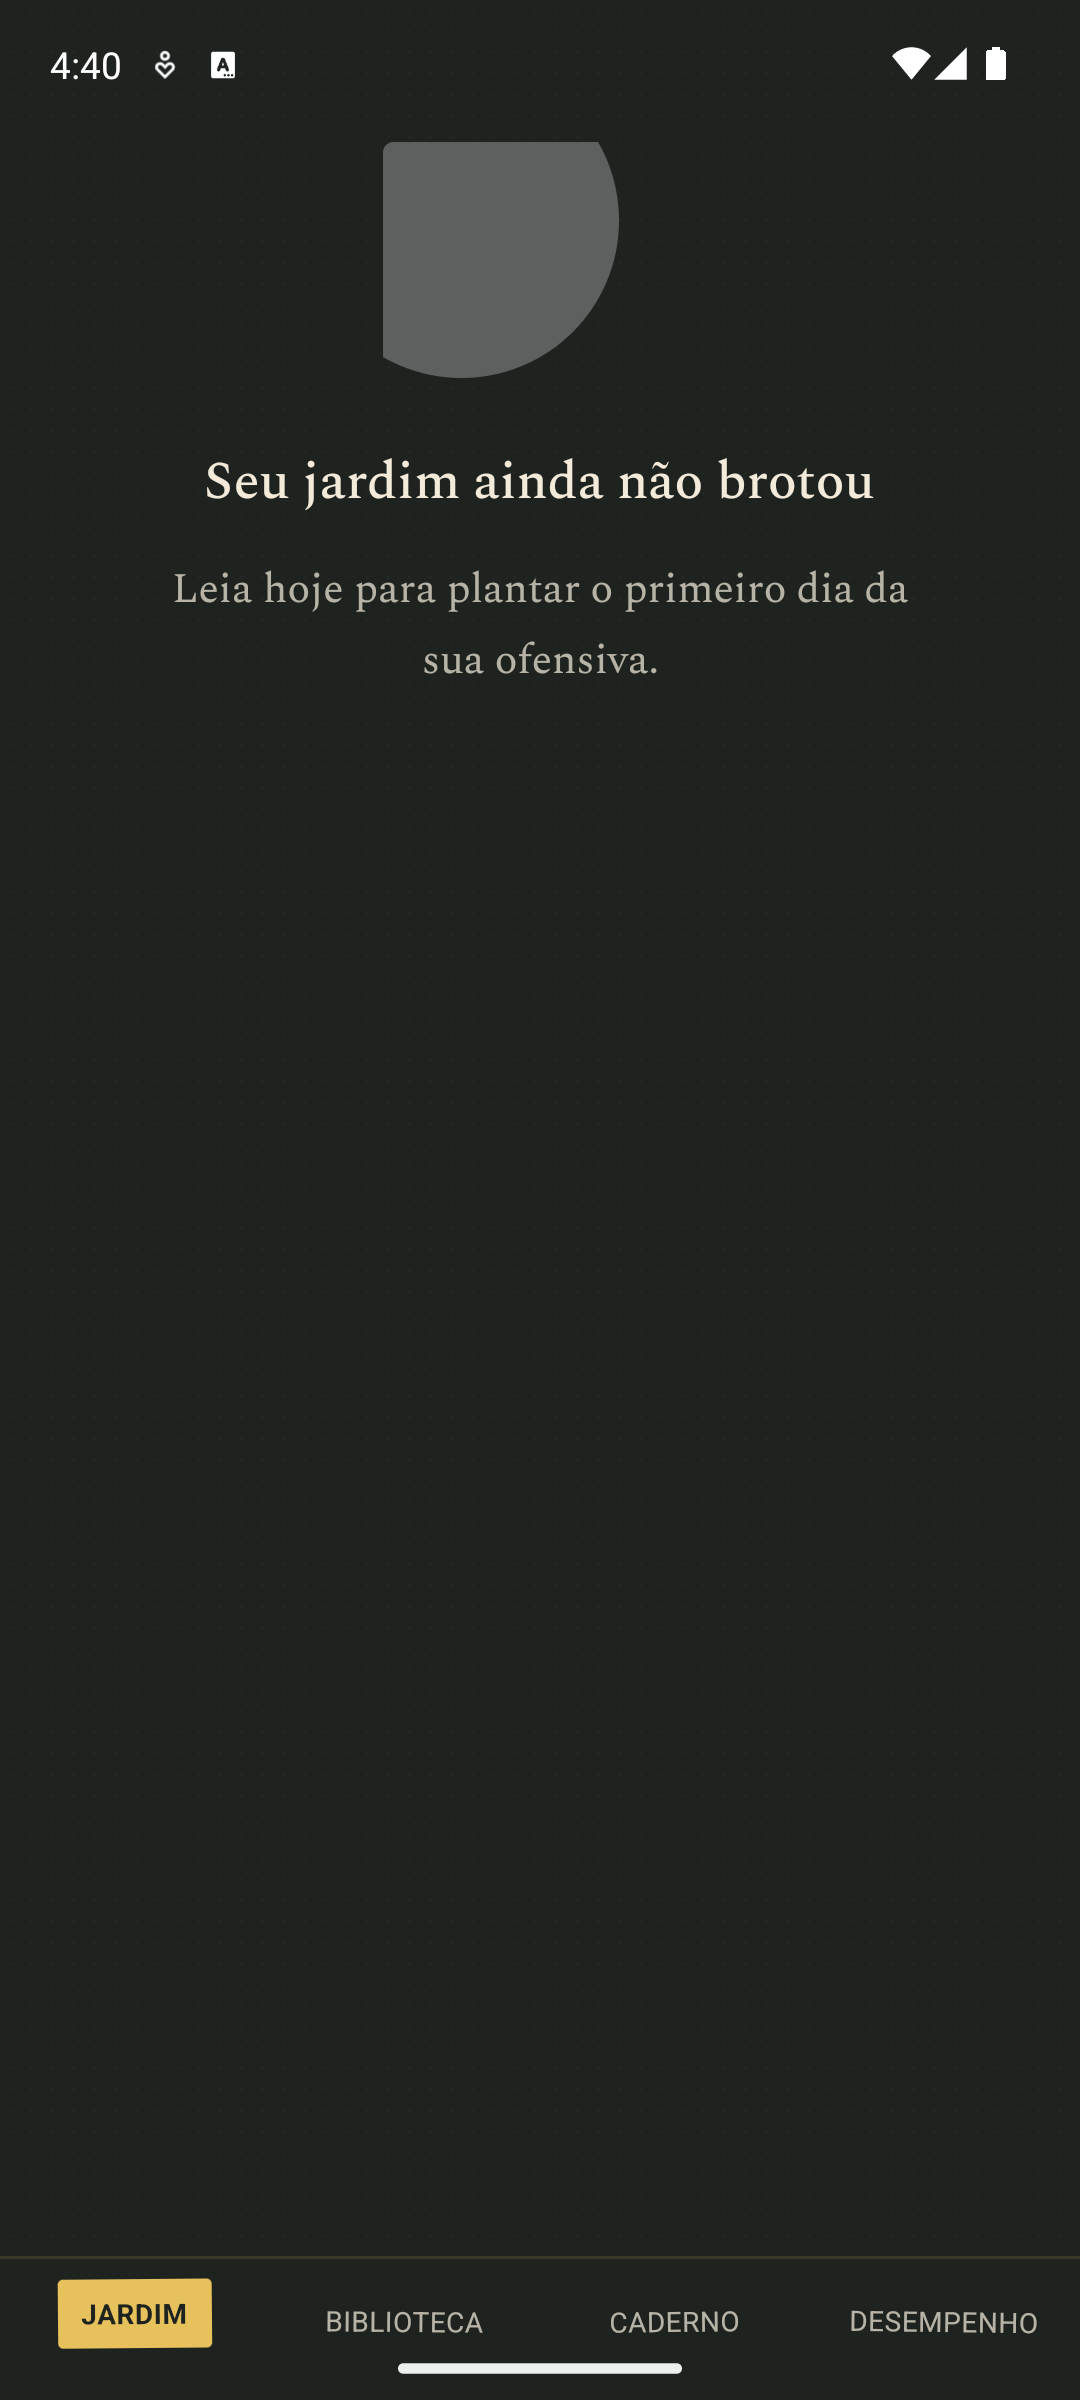 4:40
Seu jardim ainda não brotou
Leia hoje para plantar o primeiro dia da
sua ofensiva.
JARDIM
BIBLIOTECA
CADERNO
DESEMPENHO